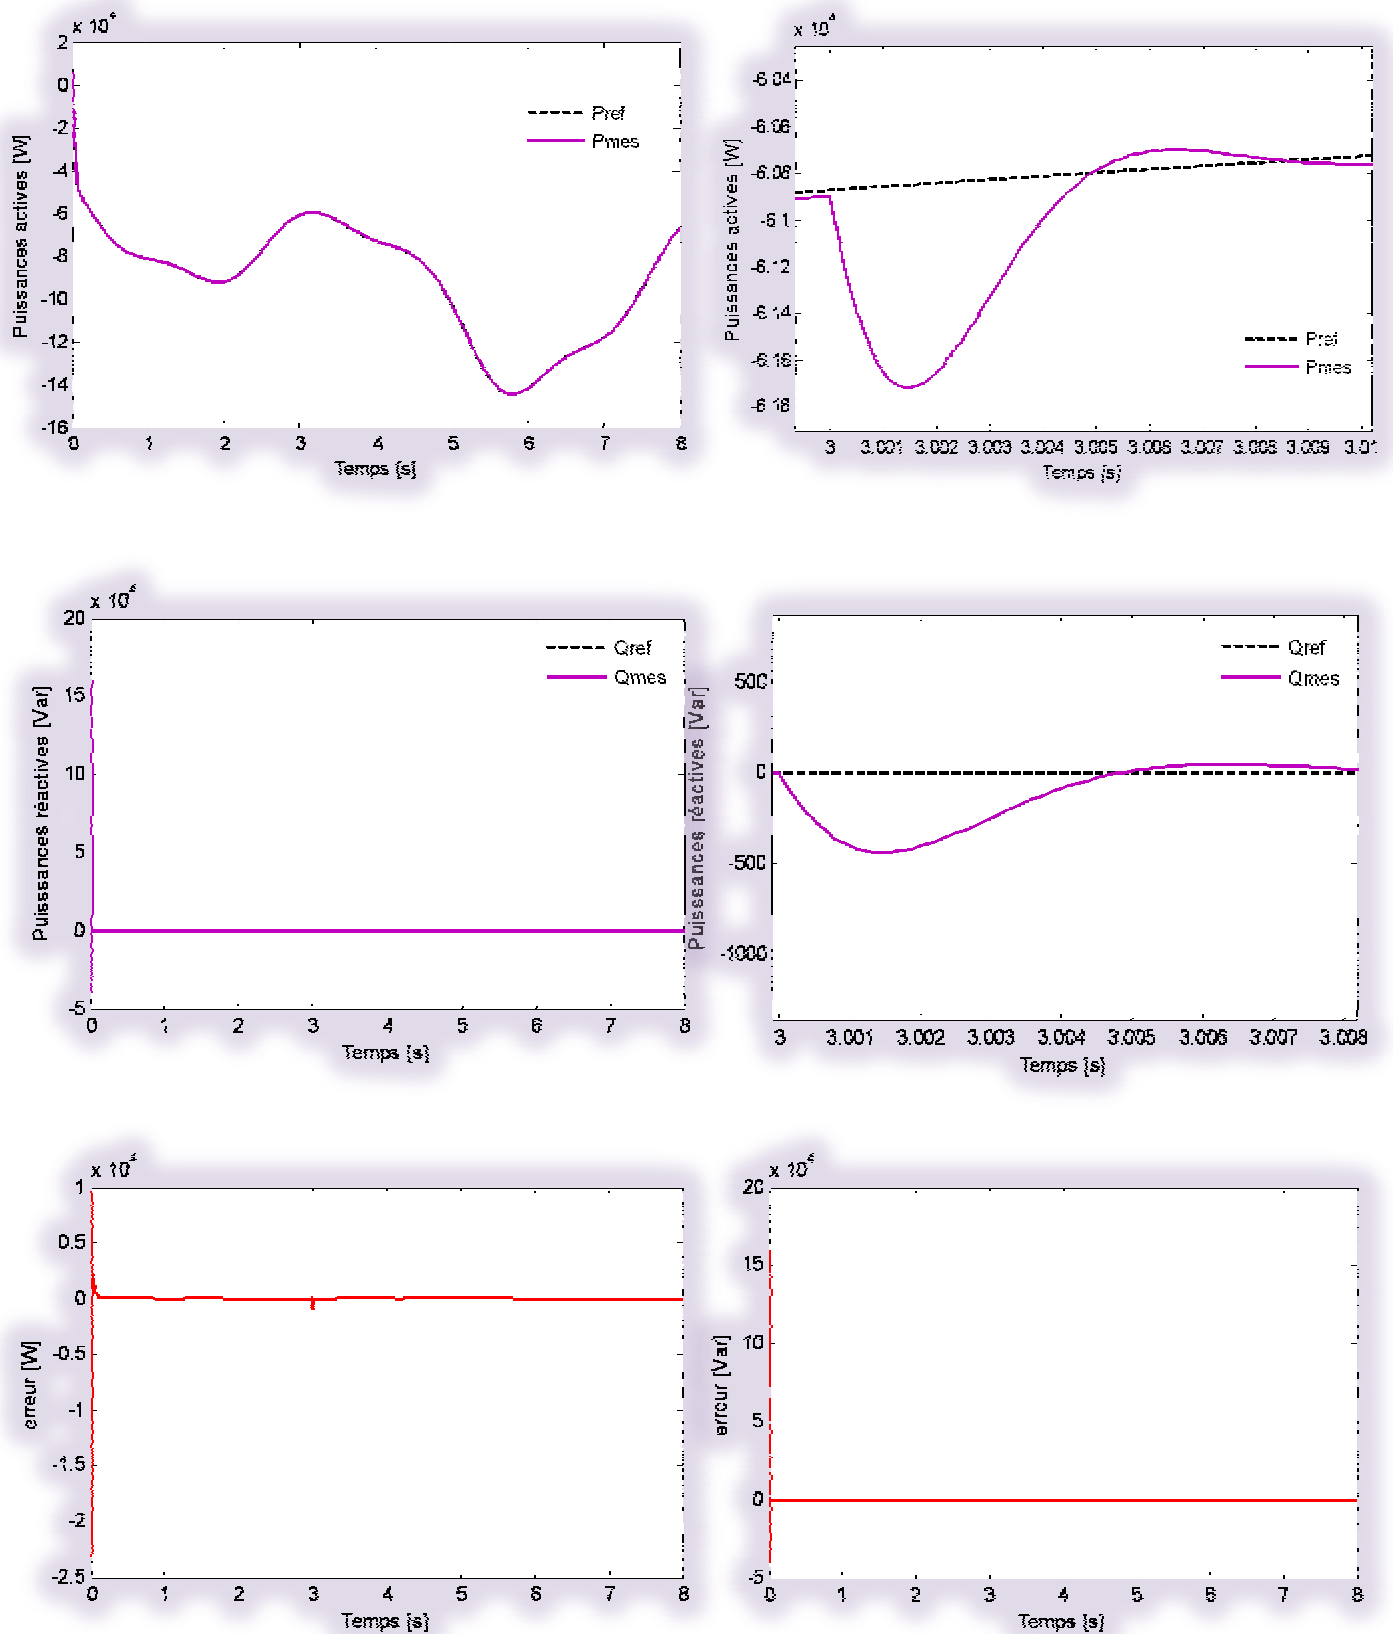 x 10^4
2
0
-2
-4
-6
-8
-10
-12
-14
-16
Puissances actives [W]
Pref
Pmes
0 1 2 3 4 5 6 7 8
Temps [s]
x 10^4
-6.04
-6.06
-6.08
-6.1
-6.12
-6.14
-6.16
-6.18
Puissances actives [W]
Pref
Pmes
3 3.001 3.002 3.003 3.004 3.005 3.006 3.007 3.008 3.009 3.01
Temps [s]
20
15
10
5
0
-5
Puisssances réactives [Var]
Qref
Qmes
0 1 2 3 4 5 6 7 8
Temps [s]
500
0
-500
-1000
Puisssances réactives [Var]
Qref
Qmes
3 3.001 3.002 3.003 3.004 3.005 3.006 3.007 3.008
Temps [s]
1
0.5
0
-0.5
-1
-1.5
-2
-2.5
erreur [W]
0 1 2 3 4 5 6 7 8
Temps [s]
20
15
10
5
0
-5
erreur [Var]
0 1 2 3 4 5 6 7 8
Temps [s]